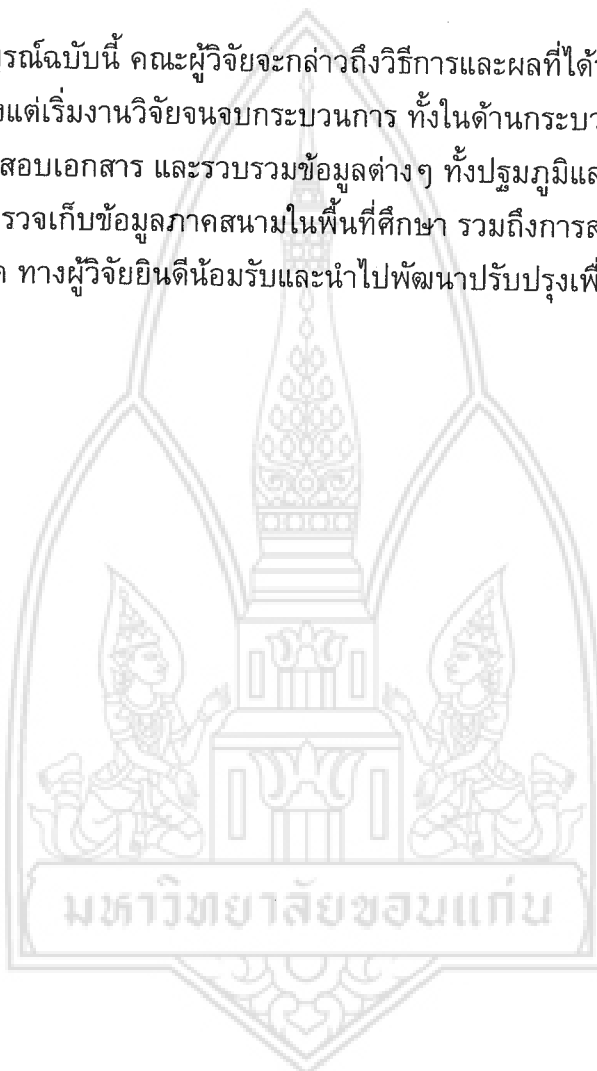 รณ์ฉบับนี้ คณะผู้วิจัยจะกล่าวถึงวิธีการและผลที่ได้
แต่เริ่มงานวิจัยจนจบกระบวนการ ทั้งในด้านกระบว
สอบเอกสาร และรวบรวมข้อมูลต่างๆ ทั้งปฐมภูมิแล
รวจเก็บข้อมูลภาคสนามในพื้นที่ศึกษา รวมถึงการส
ทางผู้วิจัยยินดีน้อมรับและนำไปพัฒนาปรับปรุงเพื่
มหาวิทยาลัยขอนแก่น